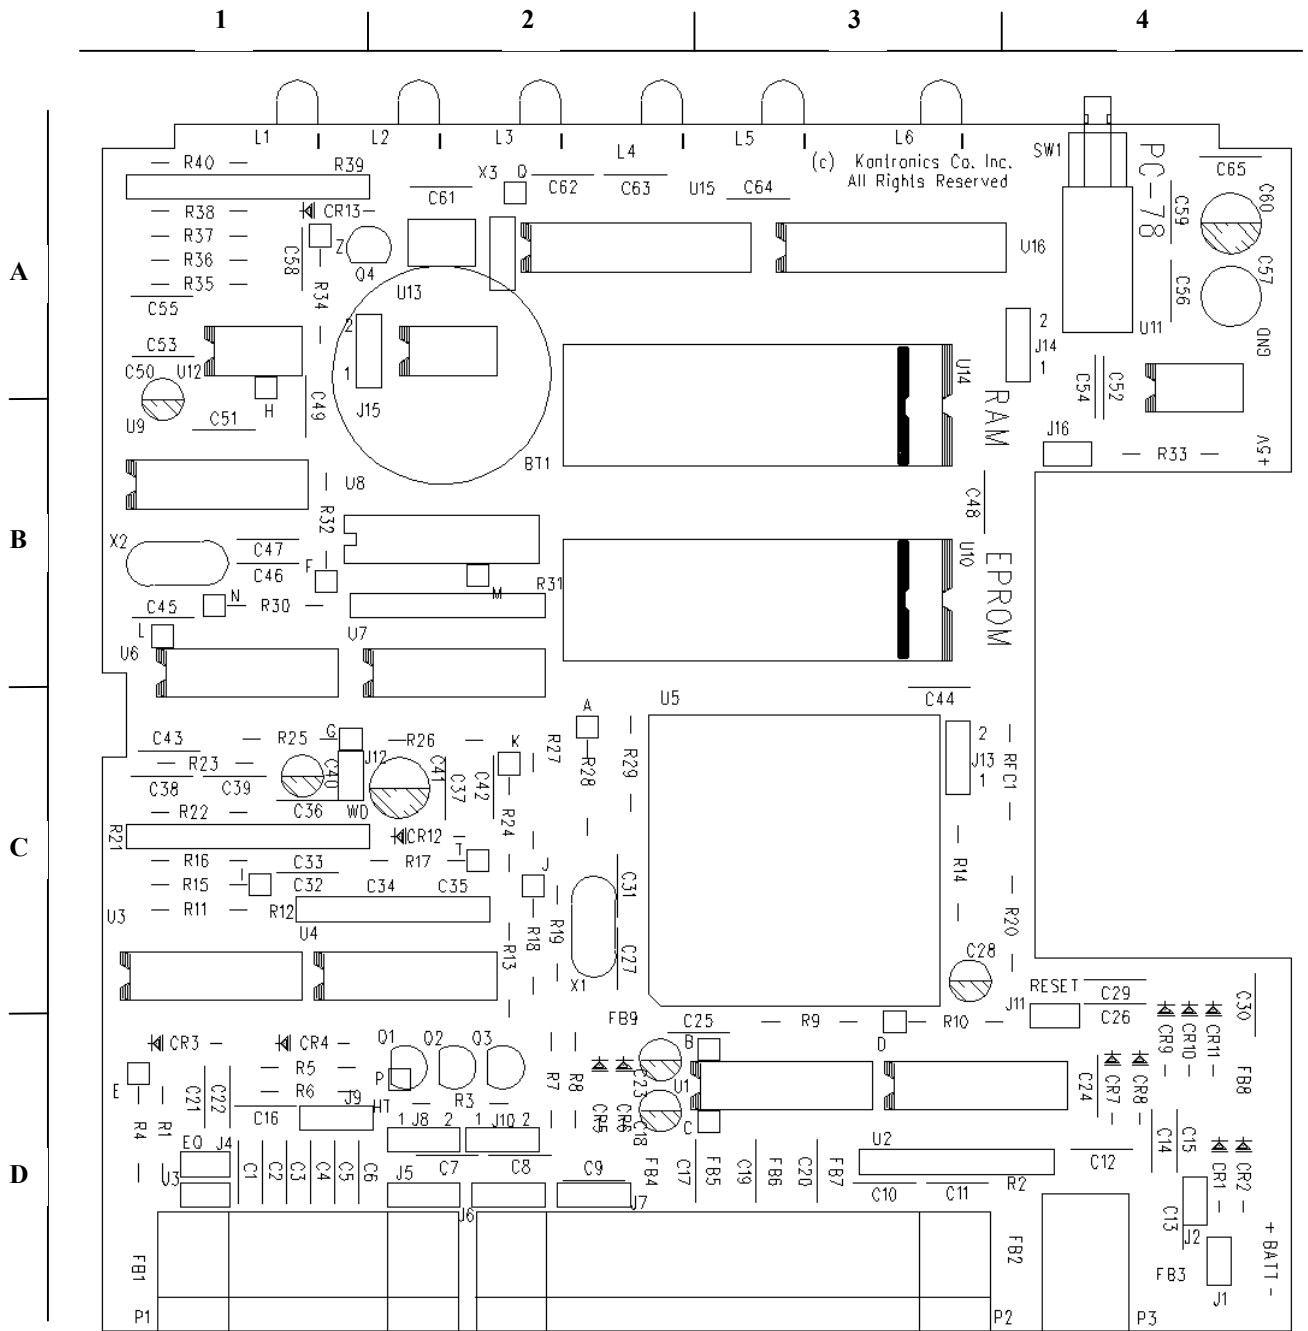 1 2 3 4
L1 L2 L3 L4 L5 L6
(c) Kantronics Co. Inc.
All Rights Reserved
SW1
PC-78
C65
R40 R39
X3 Q
C61 C62 C63 U15 C64
C59 C60
R38 CR13
R37 Z
R36 C58 Q4
U16
A
R35 R34 U13
C55
C56 C57
2 2
J14
U11 GND
C53
C50 U12
1 1
U14
C54 C52
H C49 J15
RAM
U9 C51
J16
R33 +5V
BT1
U8
C48
R32
B
X2 C47
C46 F
U10
EPROM
M R31
C45 N R30
L
U6 U7
C44
A U5
C43 R25 G R26 K
J12
R27 R28 R29
2
J13
1
RFC1
R23 C40 C41 C37 C42
C38 C39
C36 WD
R22 R24
R21
CR12
C
R16 C33 R17 T J
R14
R15 I C32 C34 C35 C31
R11 R12
U3 U4
R13 R18 R19 C27
R20
C28
X1
RESET
J11
C29
C26
C30
FB9 C25 R9 D R10
CR3 CR4 Q1 Q2 Q3
B
CR9 CR10 CR11
E R5 P
R6 HT R3
R7 R8 CR5 CR6 C23 U1 C18
C24 CR7 CR8 FB8
C21 C22 C16 J9
1 J8 2 1 J10 2
C
R4 R1 EQ J4
U2
C14 C15
D
C1 C2 C3 C4 C5 C6
C7 C8 C9
FB4 C17 FB5 C19 FB6 C20 FB7
C12
CR1 CR2
U3 J5 J6 J7
C10 C11 R2
C13 J2
+ BATT -
FB1 FB2 FB3
J1
P1 P2 P3